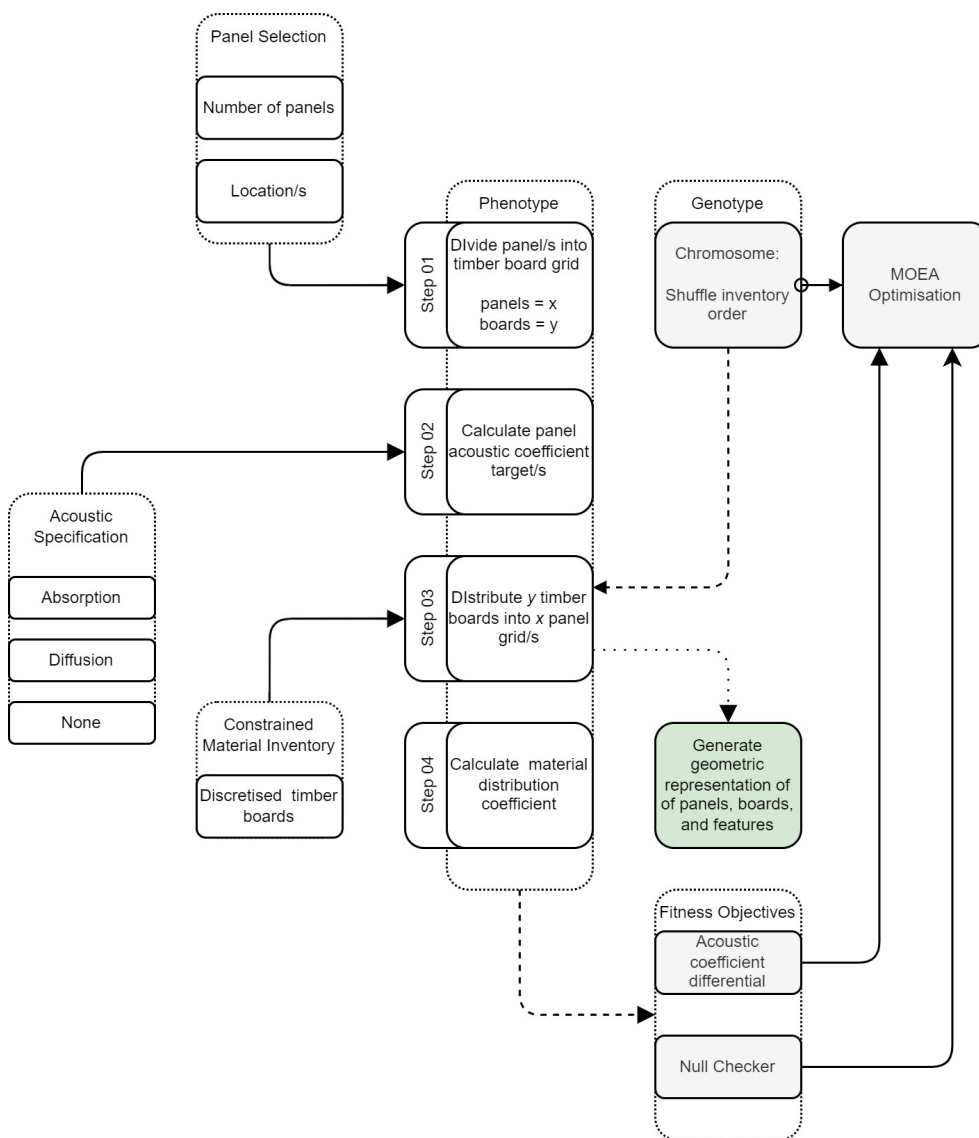 Panel Selection
Number of panels
Location/s
Phenotype
Genotype
Step 01
DIvide panel/s into
timber board grid
panels = x
boards = y
Chromosome:
Shuffle inventory
order
MOEA
Optimisation
Step 02
Calculate panel
acoustic coefficient
target/s
Acoustic
Specification
Absorption
Diffusion
None
Step 03
DIstribute y timber
boards into x panel
grid/s
Constrained
Material Inventory
Discretised timber
boards
Step 04
Calculate material
distribution
coefficient
Generate
geometric
representation of
of panels, boards,
and features
Fitness Objectives
Acoustic
coefficient
differential
Null Checker